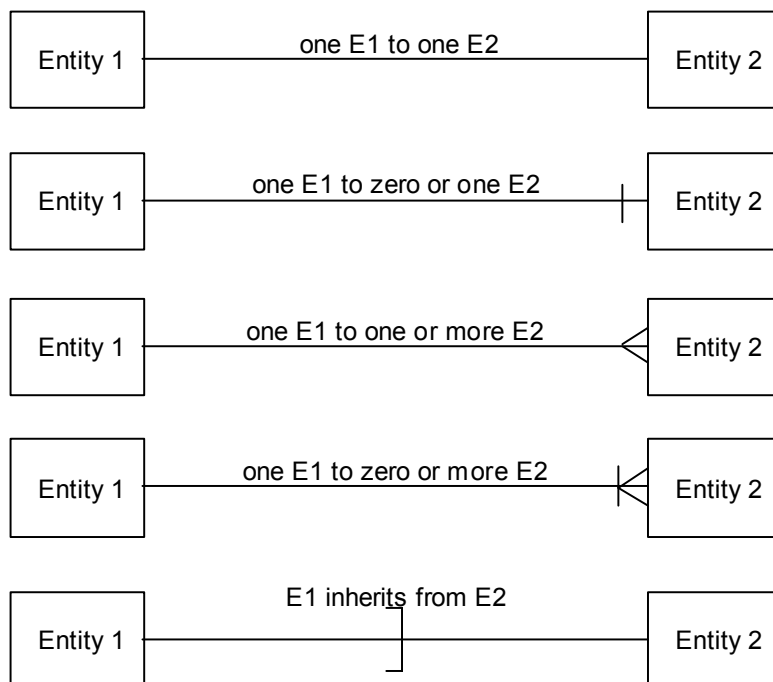 one E1 to one E2
Entity 1
Entity 2
one E1 to zero or one E2
Entity 1
Entity 2
one E1 to one or more E2
Entity 1
Entity 2
one E1 to zero or more E2
Entity 1
Entity 2
E1 inherits from E2
Entity 1
Entity 2